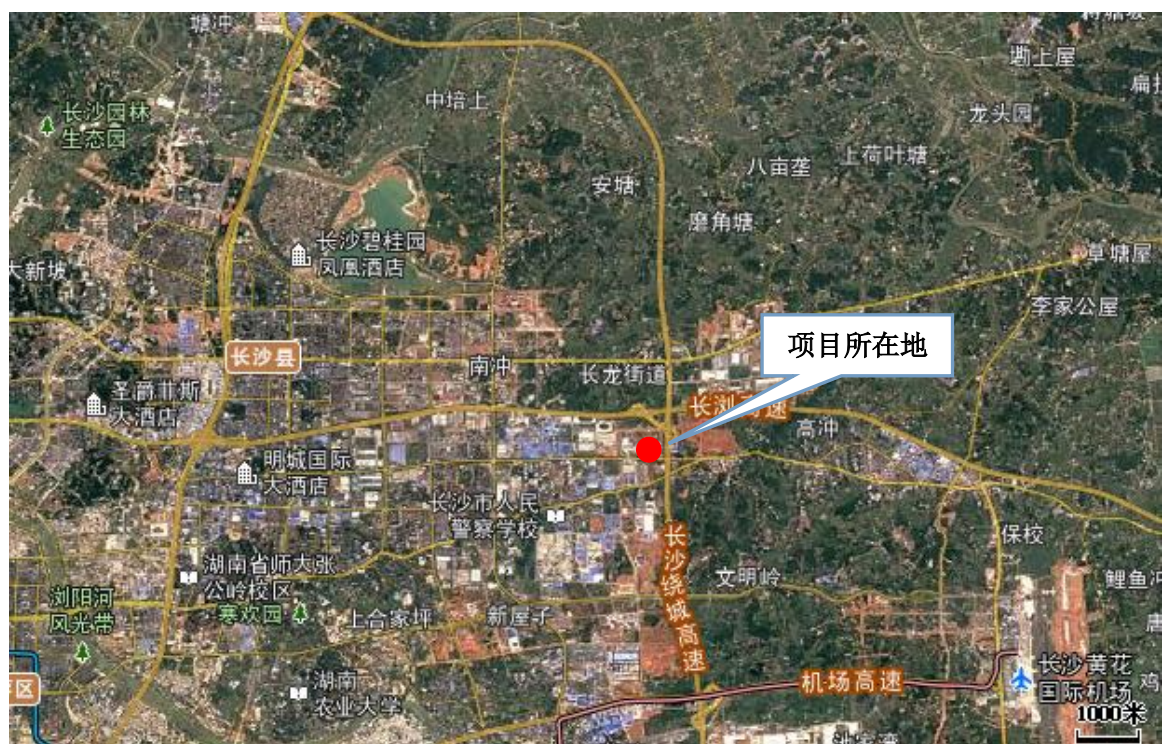 塘冲
塱上屋
长沙园林
生态园
中培上
龙头园
八亩垄
上荷叶塘
安塘
磨角塘
长沙碧桂园
凤凰酒店
大新坡
草塘屋
李家公屋
项目所在地
长沙县
南冲
长龙街道
圣爵菲斯
大酒店
长浏高速
高冲
明城国际
大酒店
长沙市人民
警察学校
保校
湖南省师大张
公岭校区
长沙绕城高速
文明岭
鲤鱼冲
浏阳河
风光带
寒欢园
上合家坪
新屋子
唐
湖南
农业大学
机场高速
长沙黄花
国际机场
鸡
区
1000米